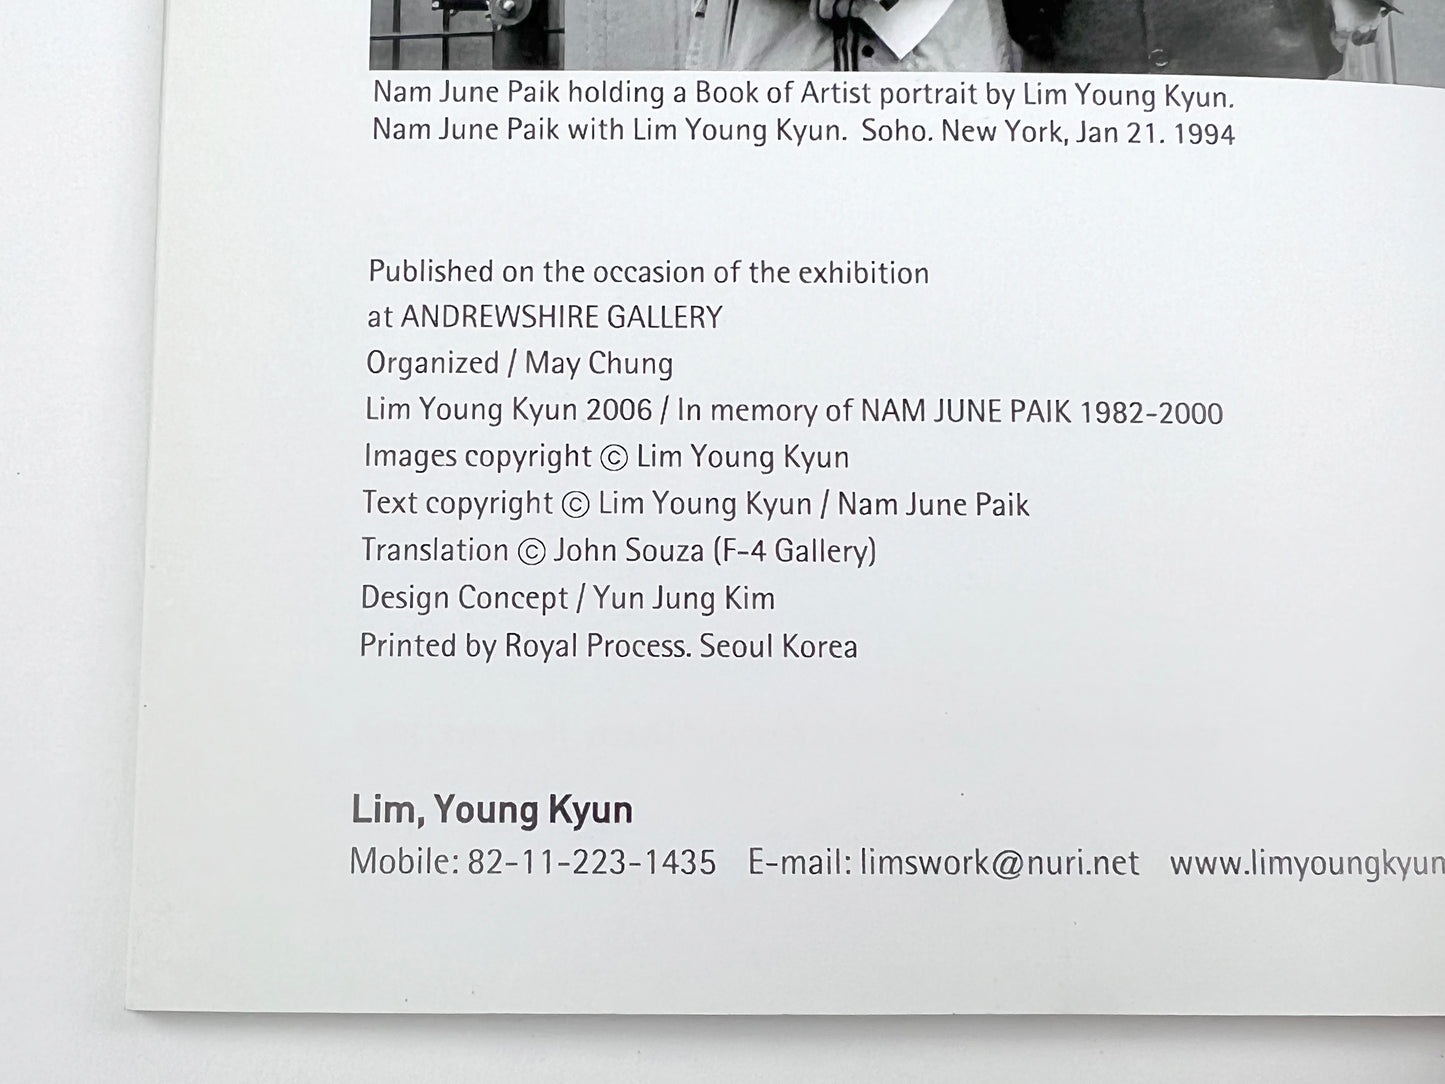 Nam June Paik holding a Book of Artist portrait by Lim Young Kyun.
Nam June Paik with Lim Young Kyun.  Soho. New York, Jan 21. 1994
Published on the occasion of the exhibition
at ANDREWSHIRE GALLERY
Organized / May Chung
Lim Young Kyun 2006 / In memory of NAM JUNE PAIK 1982-2000
Images copyright © Lim Young Kyun
Text copyright © Lim Young Kyun / Nam June Paik
Translation © John Souza (F-4 Gallery)
Design Concept / Yun Jung Kim
Printed by Royal Process. Seoul Korea
Lim, Young Kyun
Mobile: 82-11-223-1435   E-mail: limswork@nuri.net   www.limyoungkyun